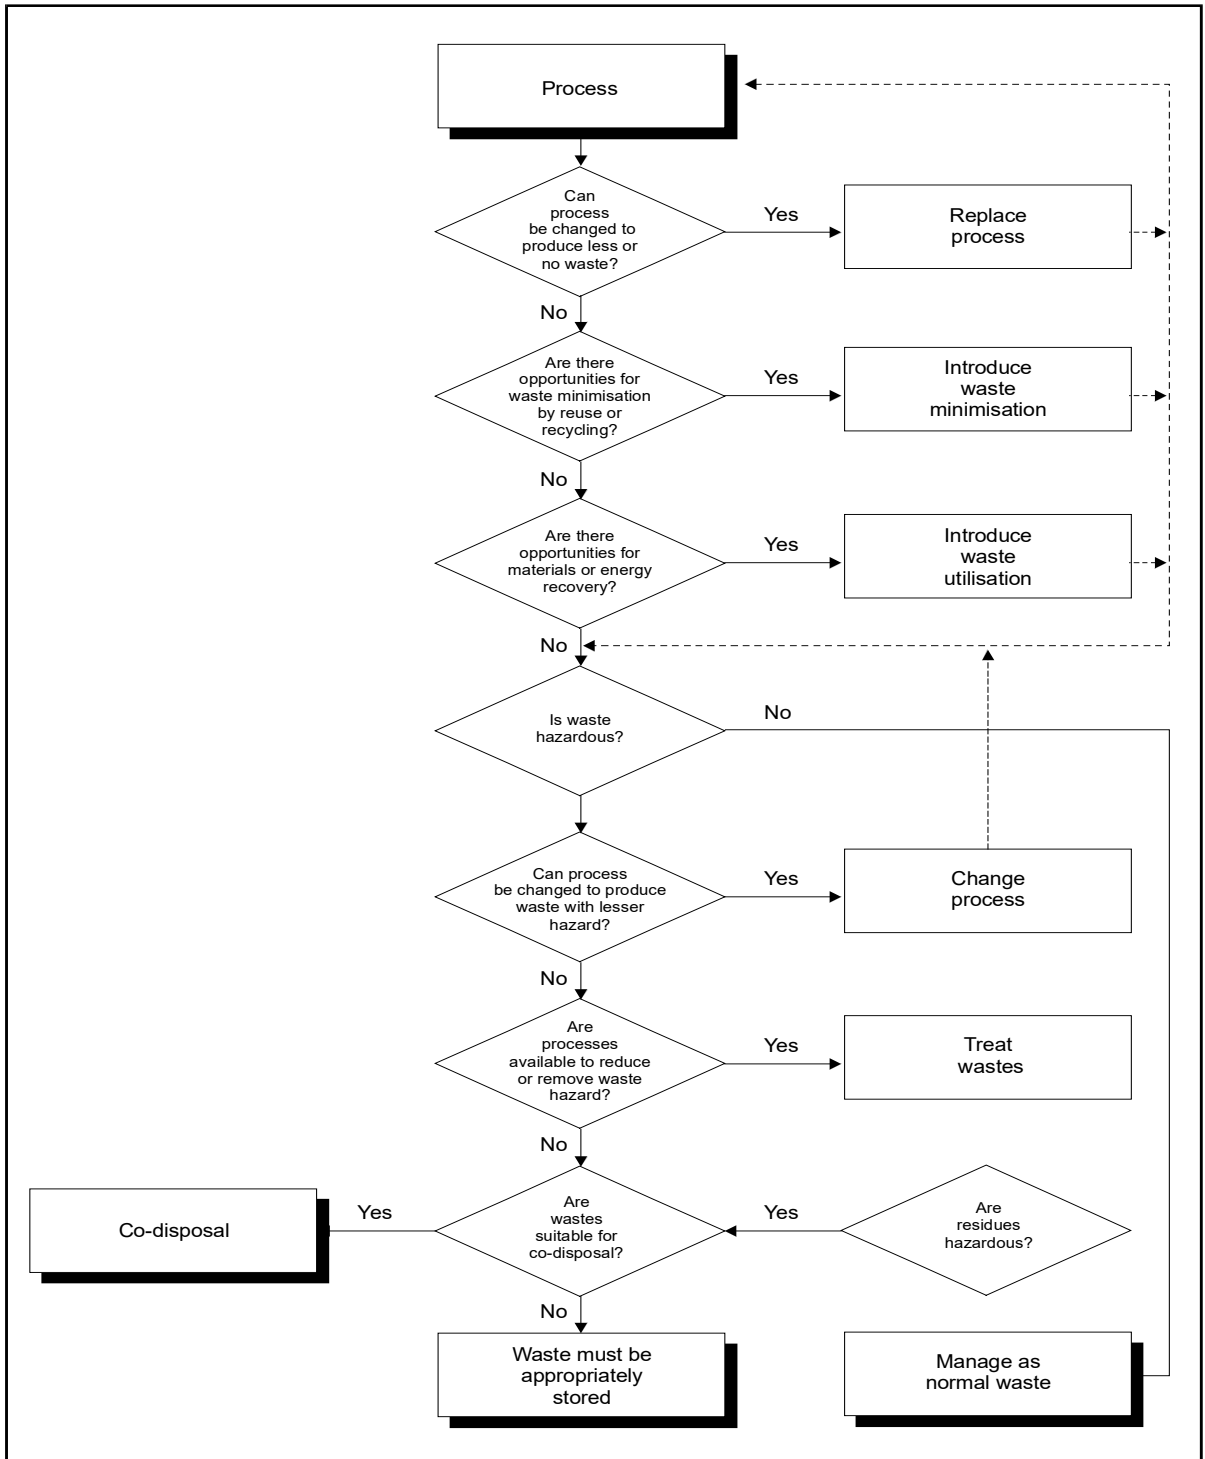 Process
Can
process
be changed to
produce less or
no waste?
Yes
Replace
process
No
Are there
opportunities for
waste minimisation
by reuse or
recycling?
Yes
Introduce
waste
minimisation
No
Are there
opportunities for
materials or energy
recovery?
Yes
Introduce
waste
utilisation
No
Is waste
hazardous?
No
Can process
be changed to produce
waste with lesser
hazard?
Yes
Change
process
No
Are
processes
available to reduce
or remove waste
hazard?
Yes
Treat
wastes
No
Co-disposal
Yes
Are
wastes
suitable for
co-disposal?
Yes
Are
residues
hazardous?
No
Waste must be
appropriately
stored
Manage as
normal waste